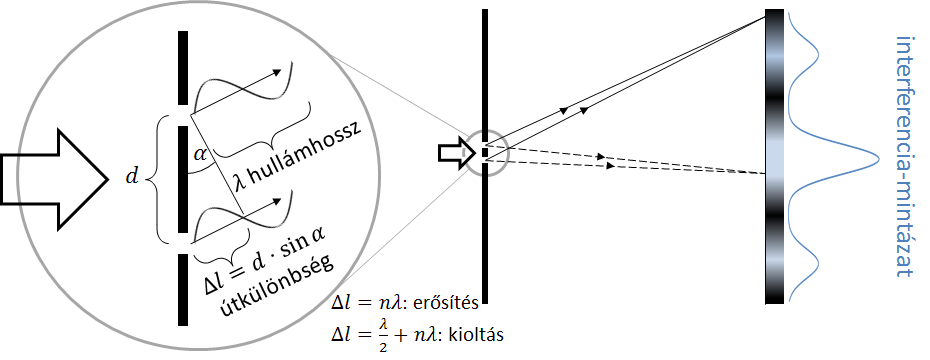 d
α
λ hullámhossz
Δl = d · sin α
útkülönbség
Δl = nλ: erősítés
Δl = λ/2 + nλ: kioltás
interferencia-mintázat